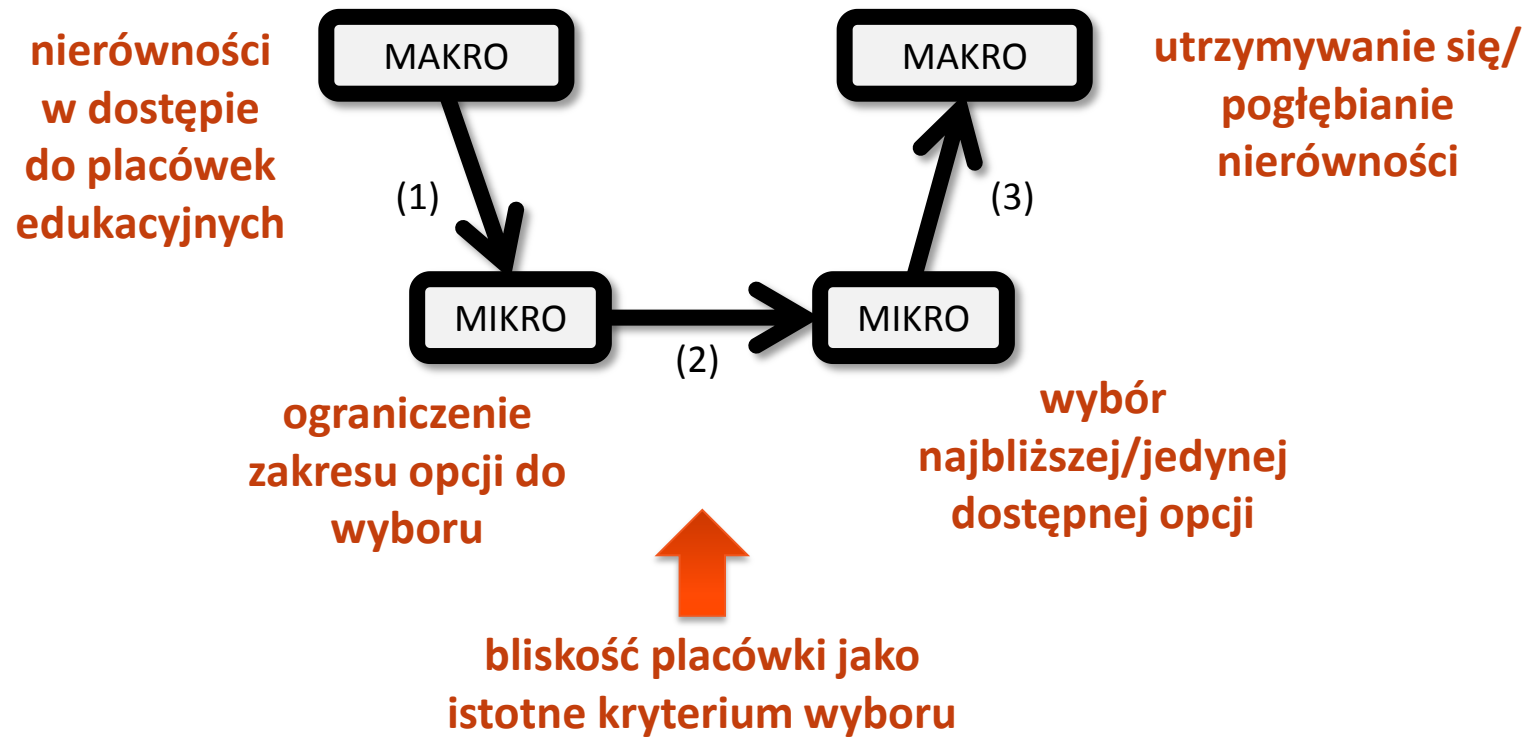 nierówności
w dostępie
do placówek
edukacyjnych
MAKRO
MAKRO
utrzymywanie się/
pogłębianie
nierówności
(1)
(3)
MIKRO
MIKRO
(2)
ograniczenie
zakresu opcji do
wyboru
wybór
najbliższej/jedynej
dostępnej opcji
bliskość placówki jako
istotne kryterium wyboru